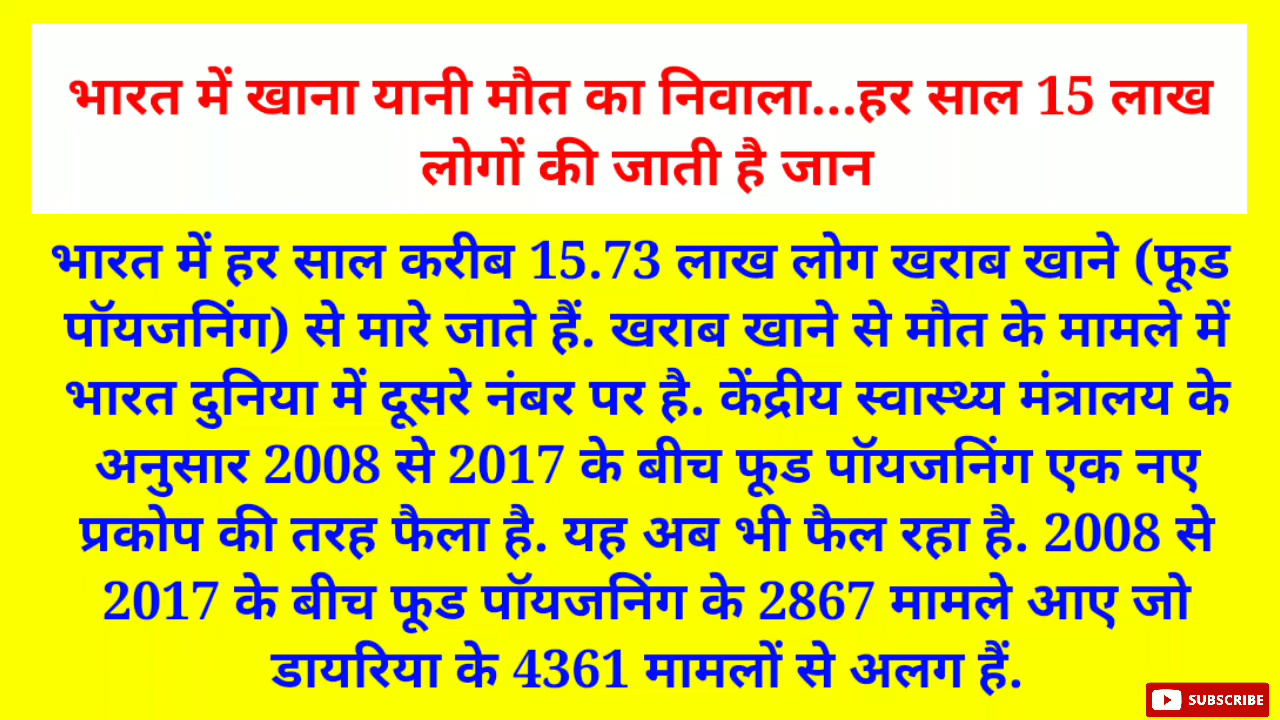 भारत में खाना यानी मौत का निवाला...हर साल 15 लाख
लोगों की जाती है जान
भारत में हर साल करीब 15.73 लाख लोग खराब खाने (फूड
पॉयजनिंग) से मारे जाते हैं. खराब खाने से मौत के मामले में
भारत दुनिया में दूसरे नंबर पर है. केंद्रीय स्वास्थ्य मंत्रालय के
अनुसार 2008 से 2017 के बीच फूड पॉयजनिंग एक नए
प्रकोप की तरह फैला है. यह अब भी फैल रहा है. 2008 से
2017 के बीच फूड पॉयजनिंग के 2867 मामले आए जो
डायरिया के 4361 मामलों से अलग हैं.
SUBSCRIBE